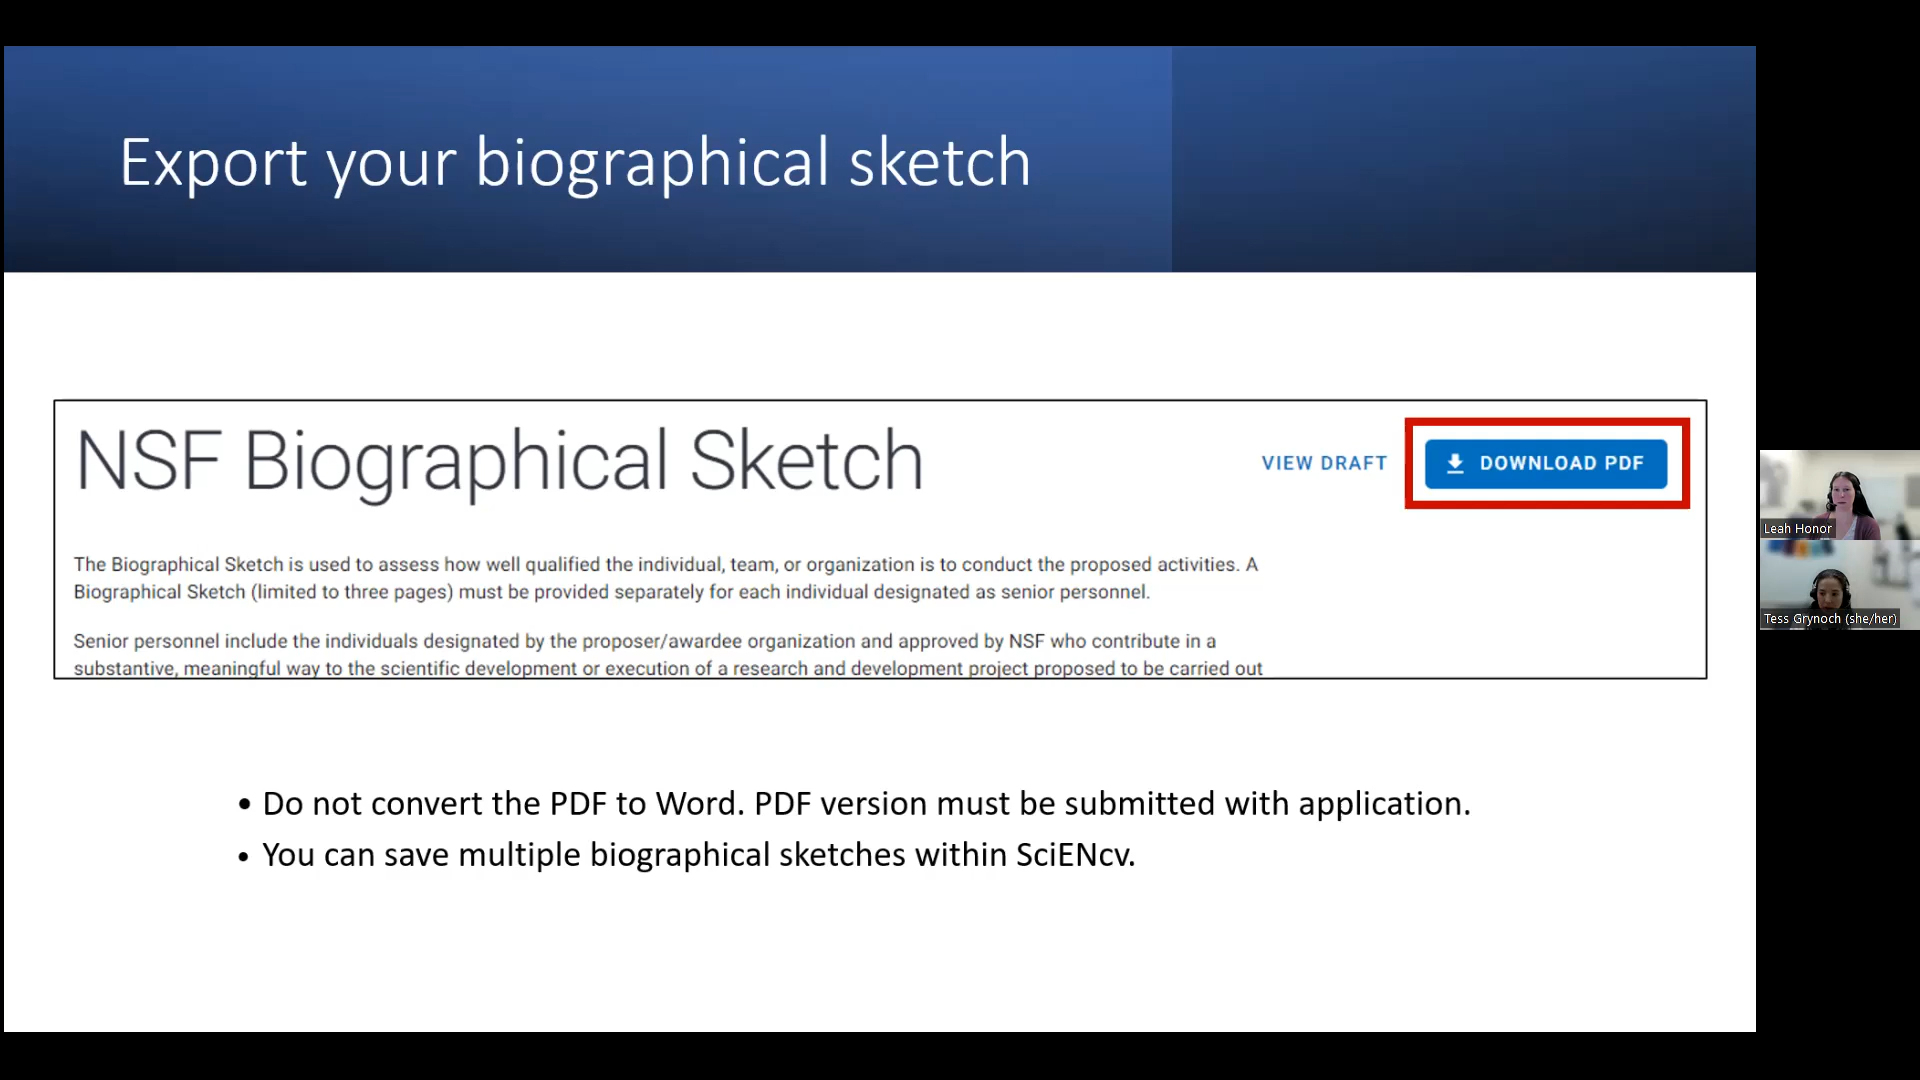 Export your biographical sketch
NSF Biographical Sketch
VIEW DRAFT
DOWNLOAD PDF
The Biographical Sketch is used to assess how well qualified the individual, team, or organization is to conduct the proposed activities. A
Biographical Sketch (limited to three pages) must be provided separately for each individual designated as senior personnel.
Senior personnel include the individuals designated by the proposer/awardee organization and approved by NSF who contribute in a
substantive, meaningful way to the scientific development or execution of a research and development project proposed to be carried out
• Do not convert the PDF to Word. PDF version must be submitted with application.
• You can save multiple biographical sketches within SciENcv.
Leah Honor
Tess Grynoch (she/her)